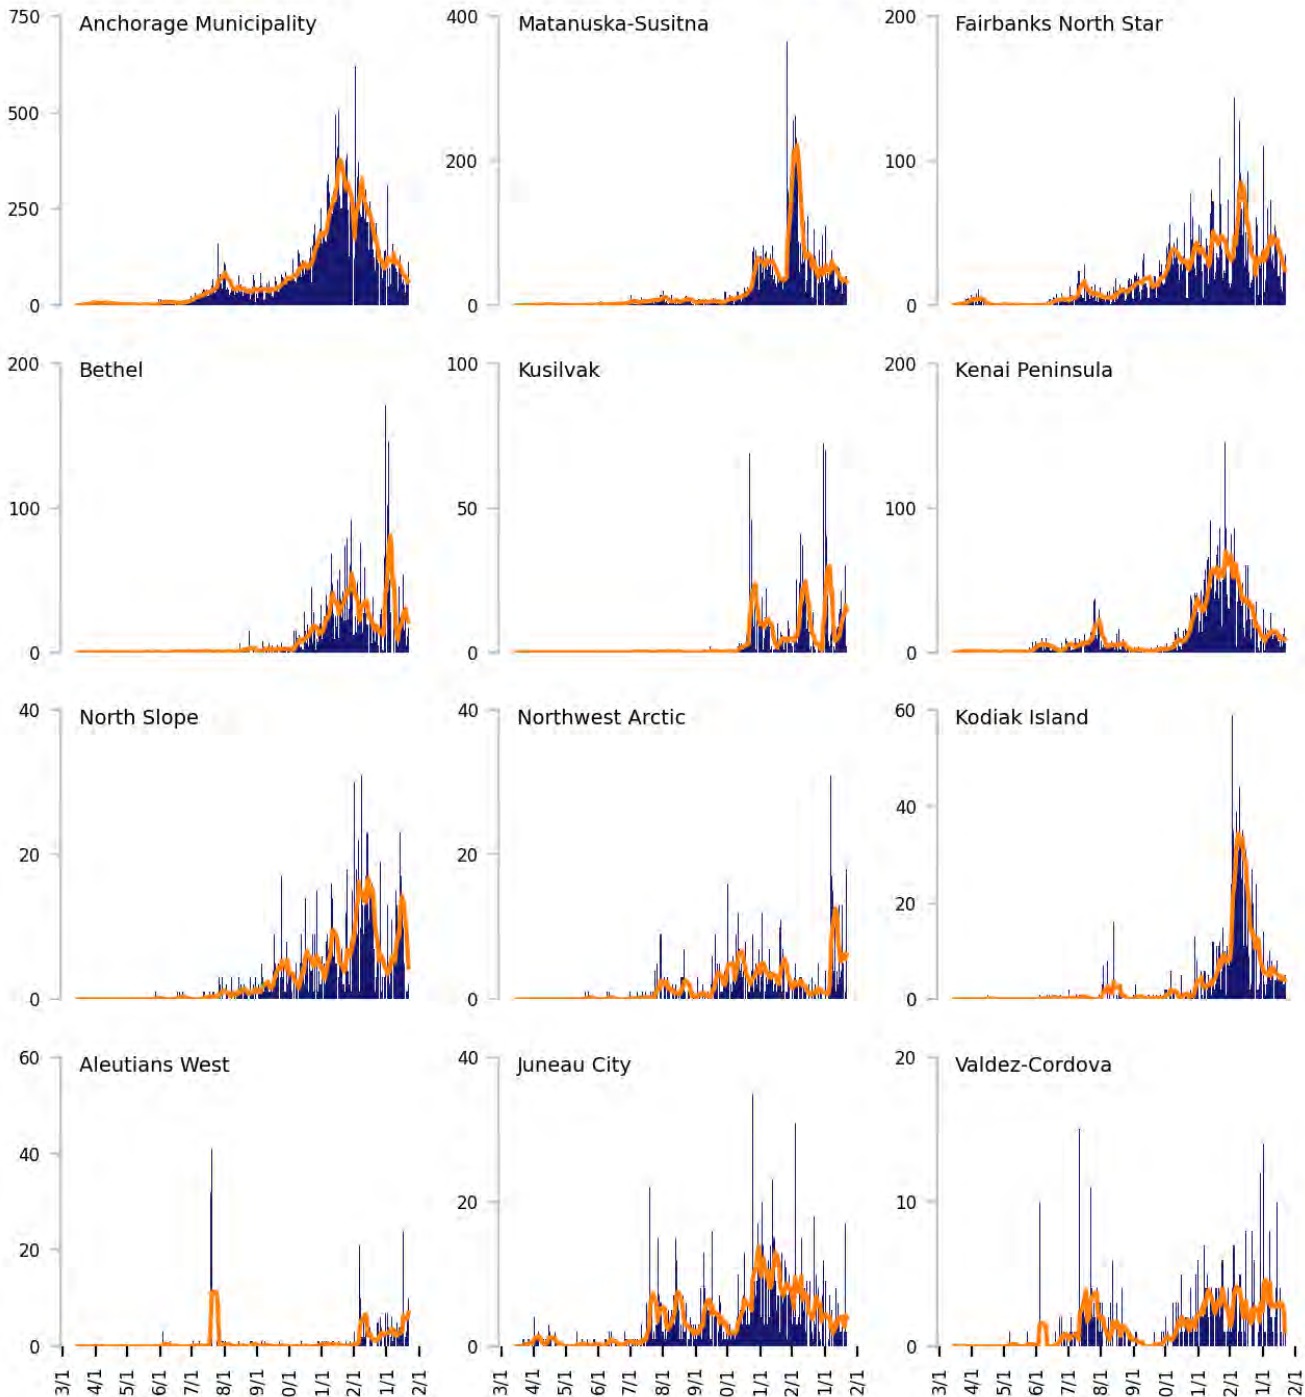 750
Anchorage Municipality
500
250
0
400
Matanuska-Susitna
200
0
200
Fairbanks North Star
100
0
200
Bethel
100
0
100
Kusilvak
50
0
200
Kenai Peninsula
100
0
40
North Slope
20
0
40
Northwest Arctic
20
0
60
Kodiak Island
40
20
0
60
Aleutians West
40
20
0
3/1 4/1 5/1 6/1 7/1 8/1 9/1 0/1 1/1 2/1 1/1 2/1
40
Juneau City
20
0
3/1 4/1 5/1 6/1 7/1 8/1 9/1 0/1 1/1 2/1 1/1 2/1
20
Valdez-Cordova
10
0
3/1 4/1 5/1 6/1 7/1 8/1 9/1 0/1 1/1 2/1 1/1 2/1